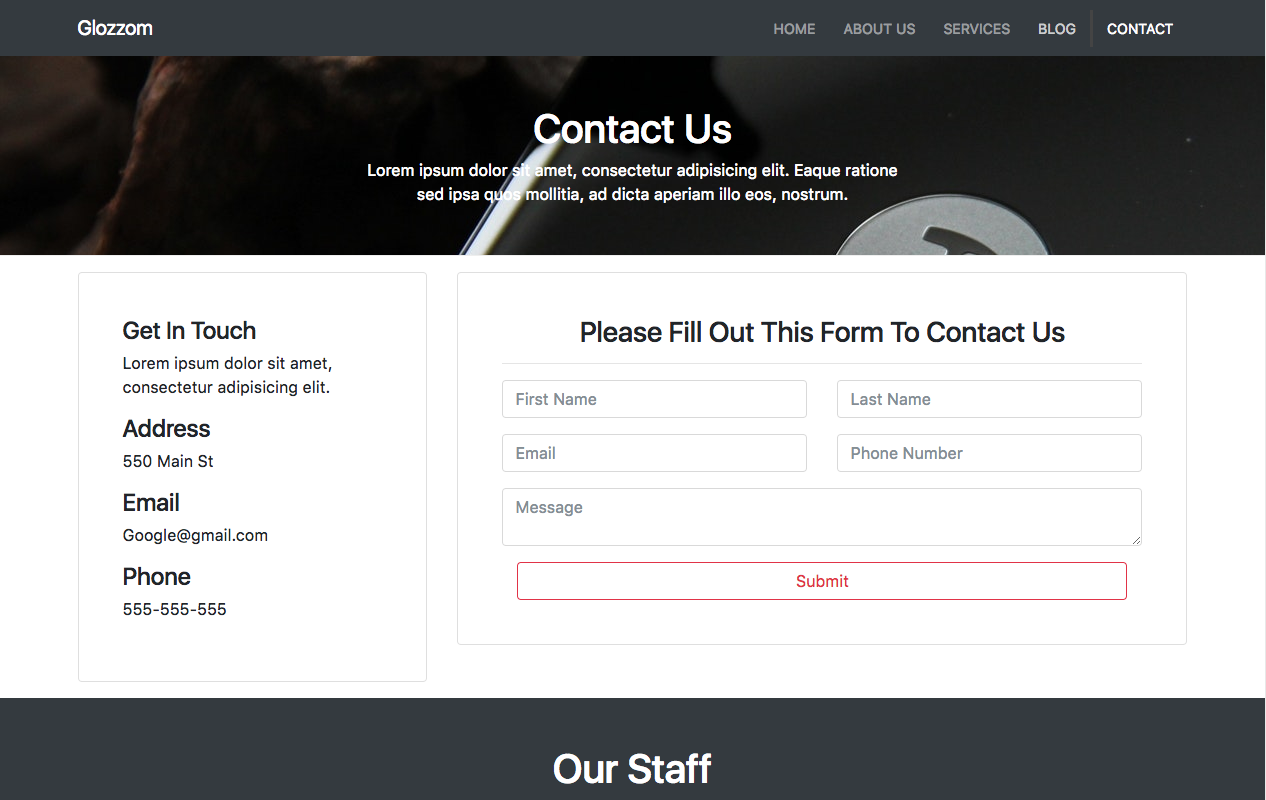 Glozzom
HOME ABOUT US SERVICES BLOG CONTACT
Contact Us
Lorem ipsum dolor sit amet, consectetur adipisicing elit. Eaque ratione
sed ipsa quos mollitia, ad dicta aperiam illo eos, nostrum.
Get In Touch
Lorem ipsum dolor sit amet,
consectetur adipisicing elit.
Address
550 Main St
Email
Google@gmail.com
Phone
555-555-555
Please Fill Out This Form To Contact Us
First Name
Last Name
Email
Phone Number
Message
Submit
Our Staff